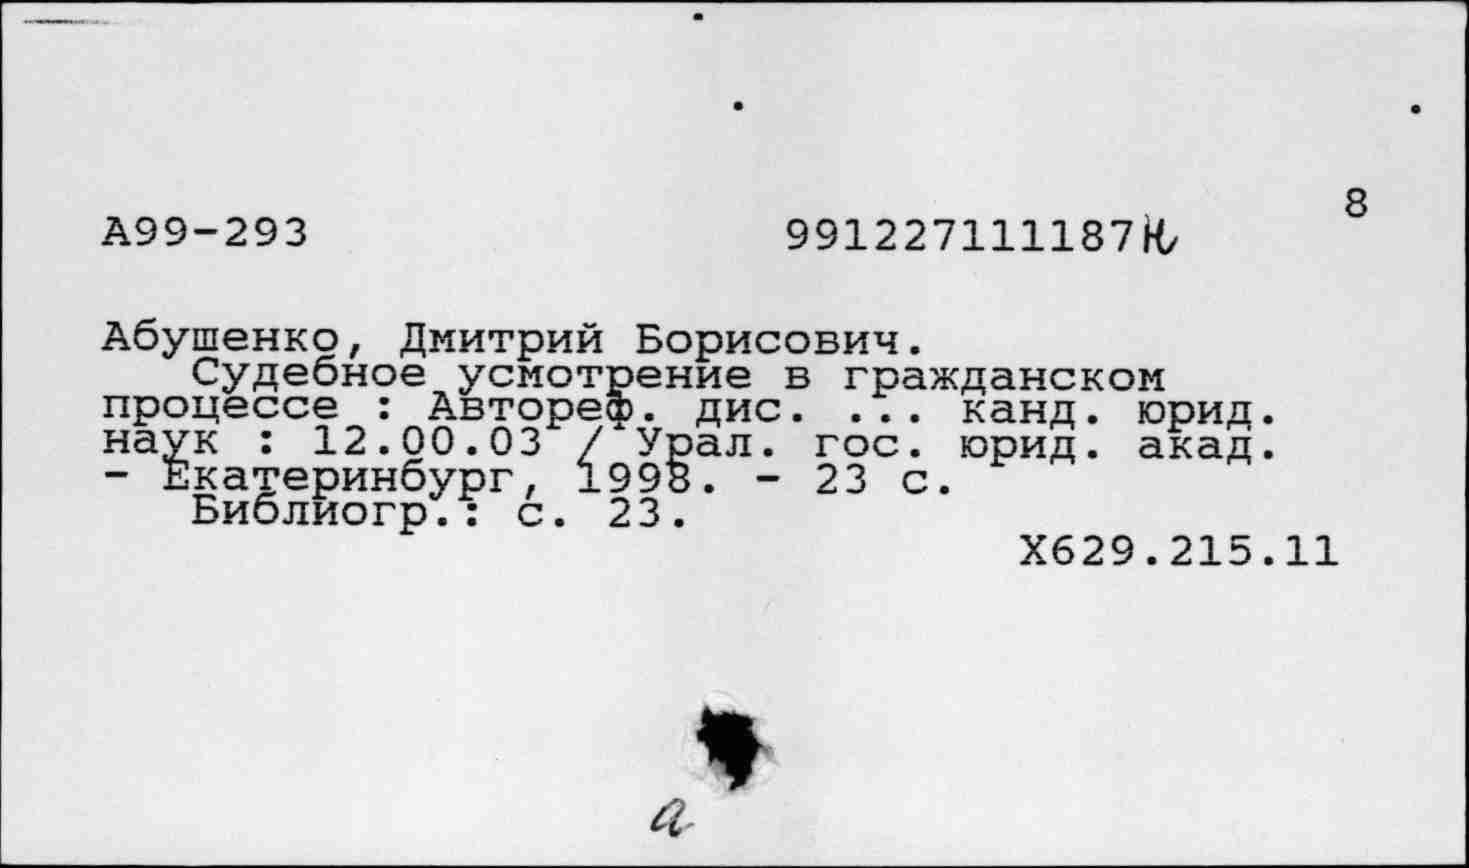 8
А99-293 991227111187
Абушенко, Дмитрий Борисович.
Судебное усмотрение в гражданском
процессе : Автореф. дис. ... канд. юрид.
наук : 12.00.03 / Урал. гос. юрид. акад.
- Екатеринбург, 1998. - 23 с.
Библиогр.: с. 23.
Х629.215.11
а